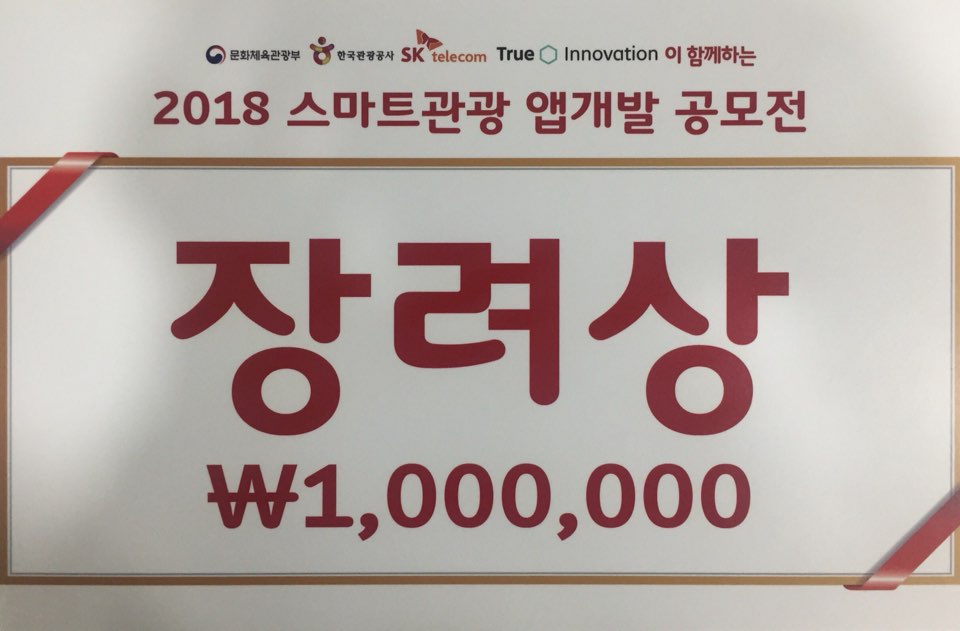 문화체육관광부 한국관광공사 SK telecom True Innovation 이 함께하는
2018 스마트관광 앱개발 공모전
장려상
₩1,000,000